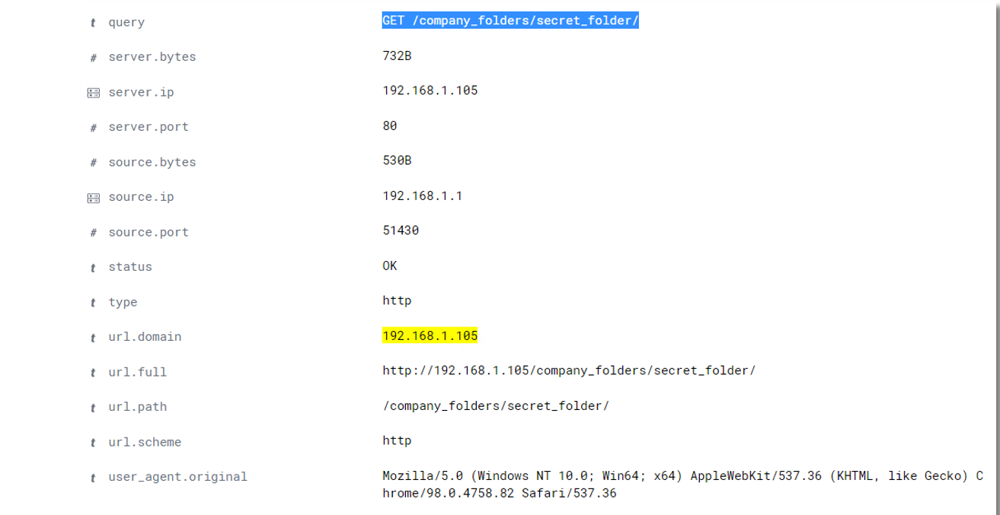 t query GET /company_folders/secret_folder/
# server.bytes 732B
server.ip 192.168.1.105
# server.port 80
# source.bytes 530B
source.ip 192.168.1.1
# source.port 51430
t status OK
t type http
t url.domain 192.168.1.105
t url.full http://192.168.1.105/company_folders/secret_folder/
t url.path /company_folders/secret_folder/
t url.scheme http
t user_agent.original Mozilla/5.0 (Windows NT 10.0; Win64; x64) AppleWebKit/537.36 (KHTML, like Gecko) C
hrome/98.0.4758.82 Safari/537.36